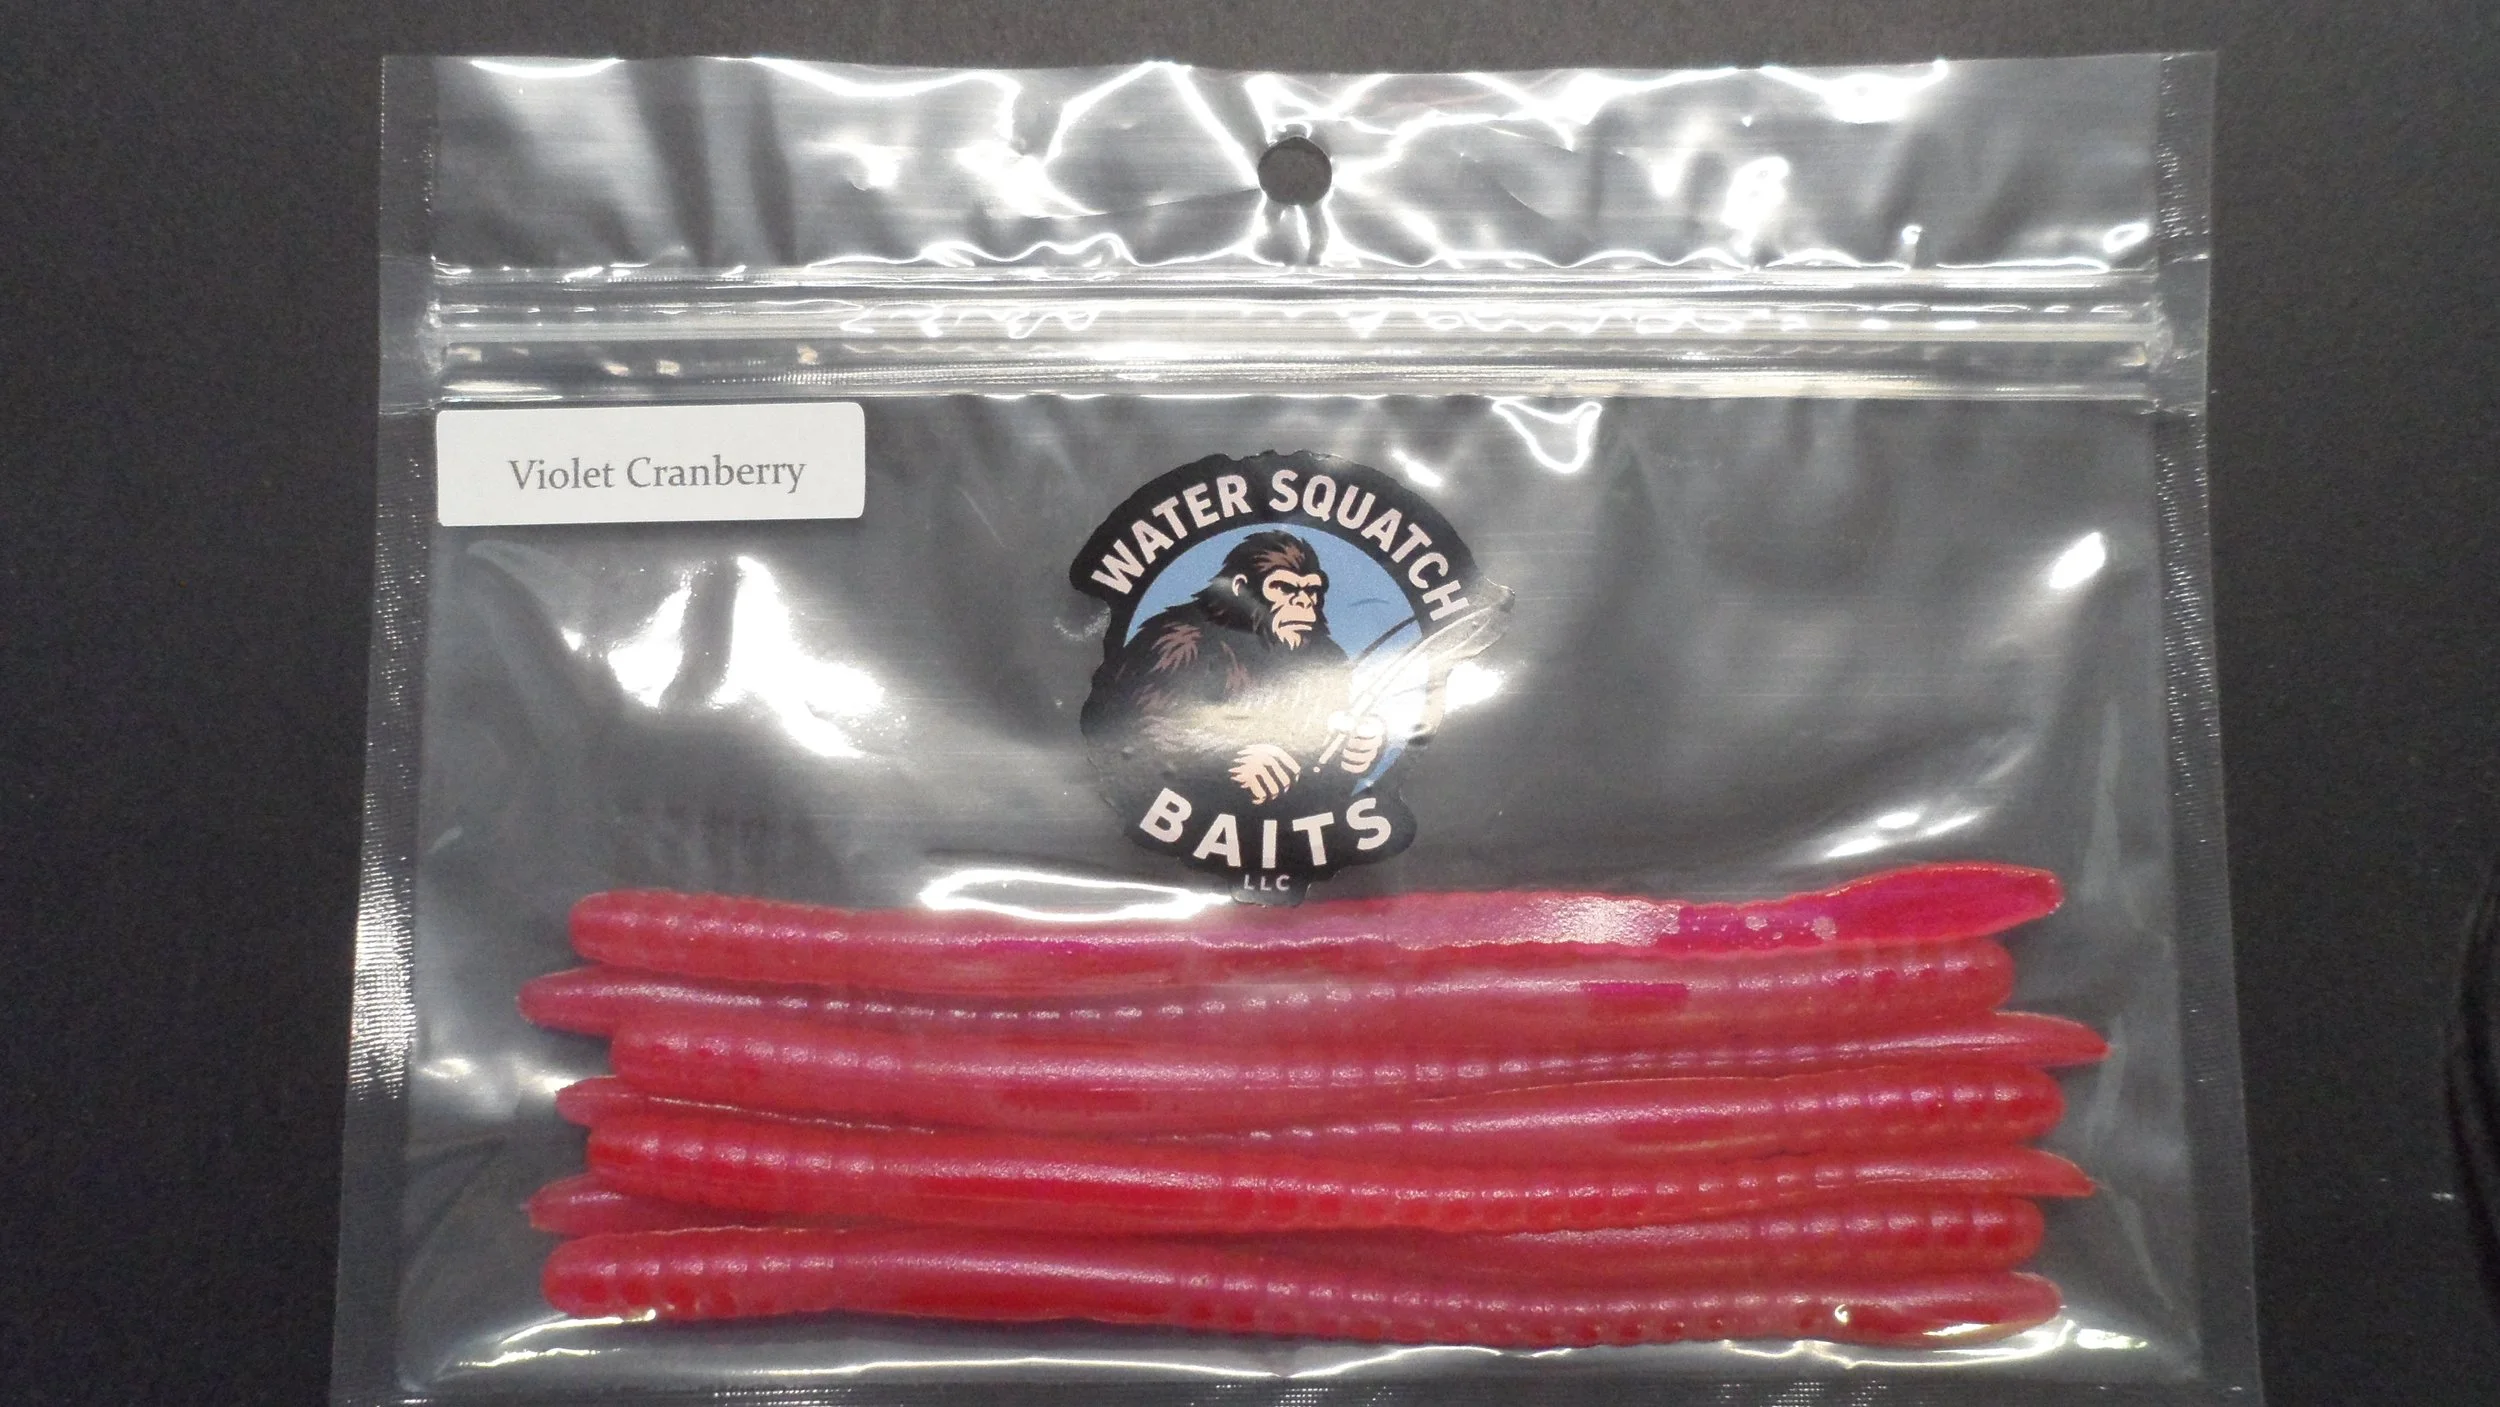 Violet Cranberry
WATER SQUATCH
BAITS
LLC